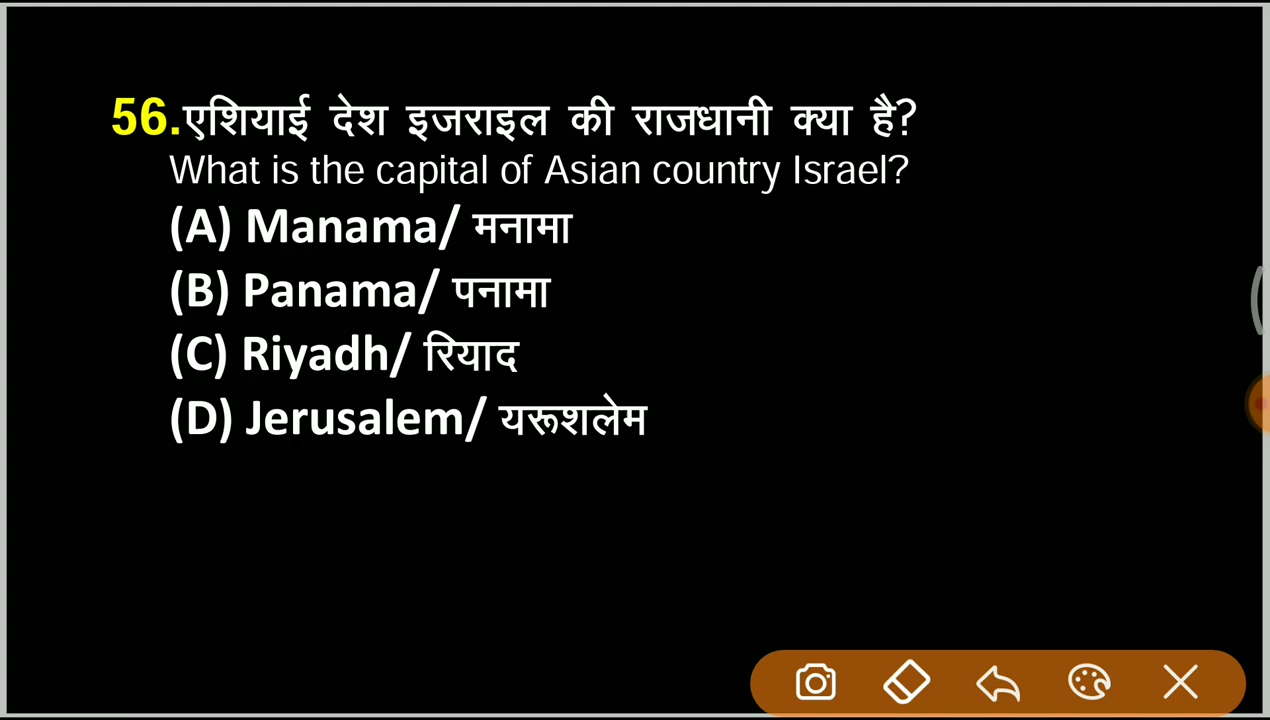 56.एशियाई देश इजराइल की राजधानी क्या है?
What is the capital of Asian country Israel?
(A) Manama/ मनामा
(B) Panama/ पनामा
(C) Riyadh/ रियाद
(D) Jerusalem/ यरूशलेम